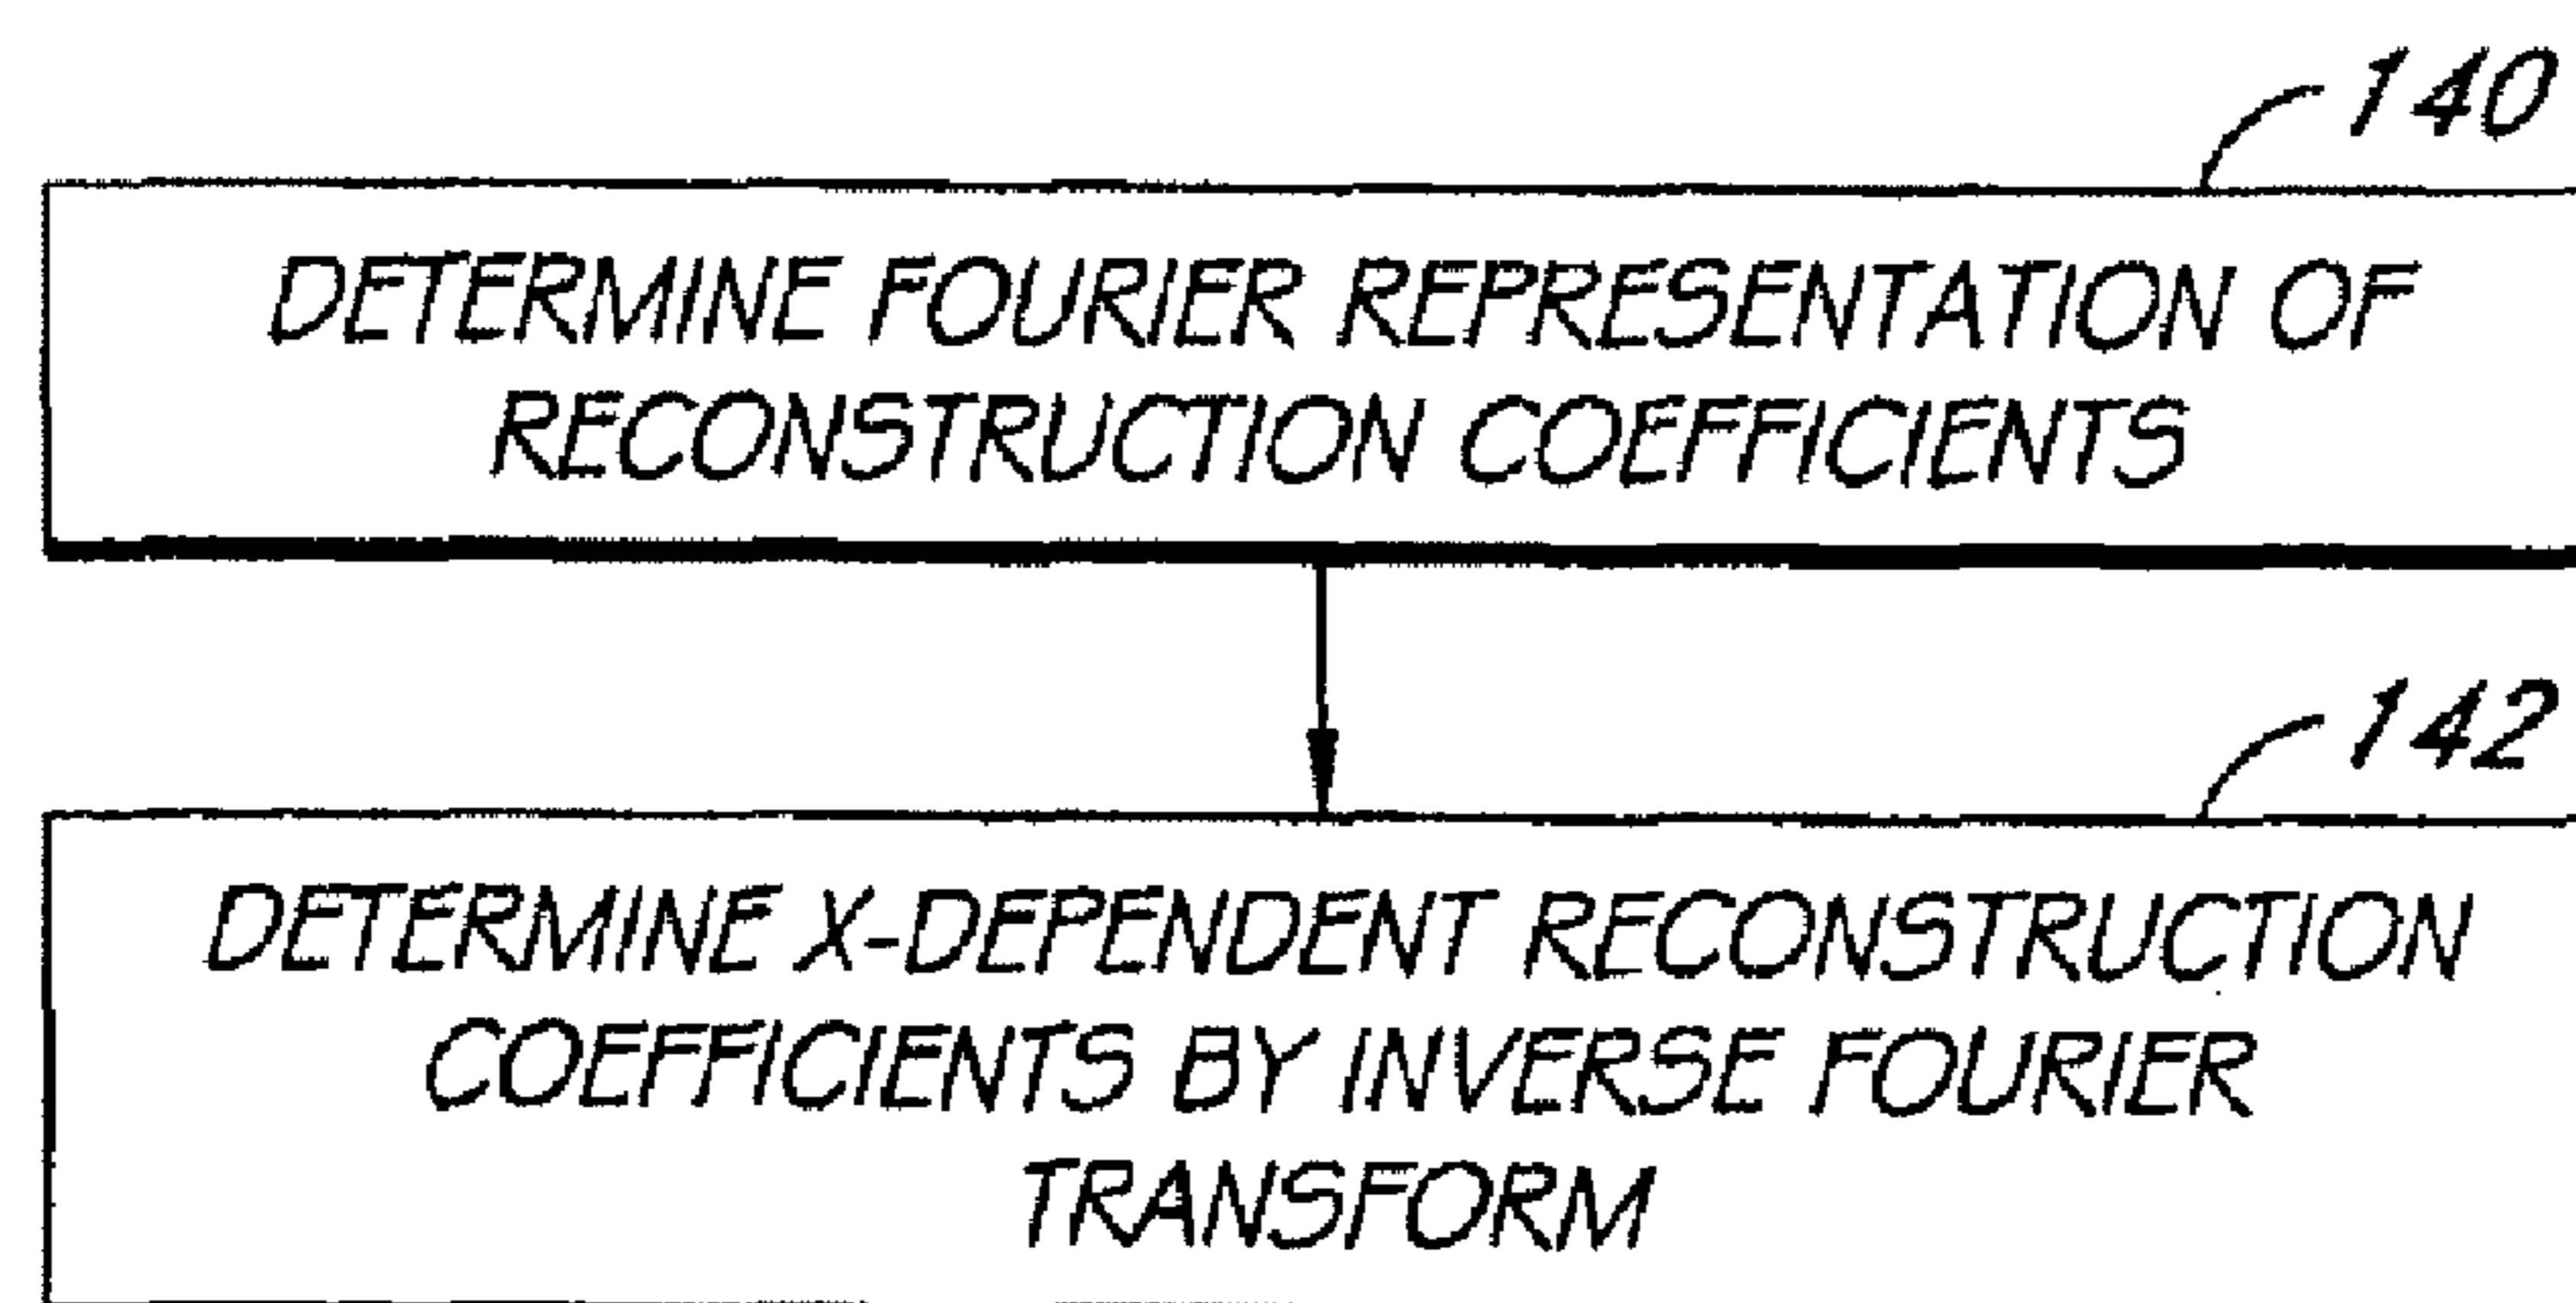 140
DETERMINE FOURIER REPRESENTATION OF
RECONSTRUCTION COEFFICIENTS
142
DETERMINE X-DEPENDENT RECONSTRUCTION
COEFFICIENTS BY INVERSE FOURIER
TRANSFORM